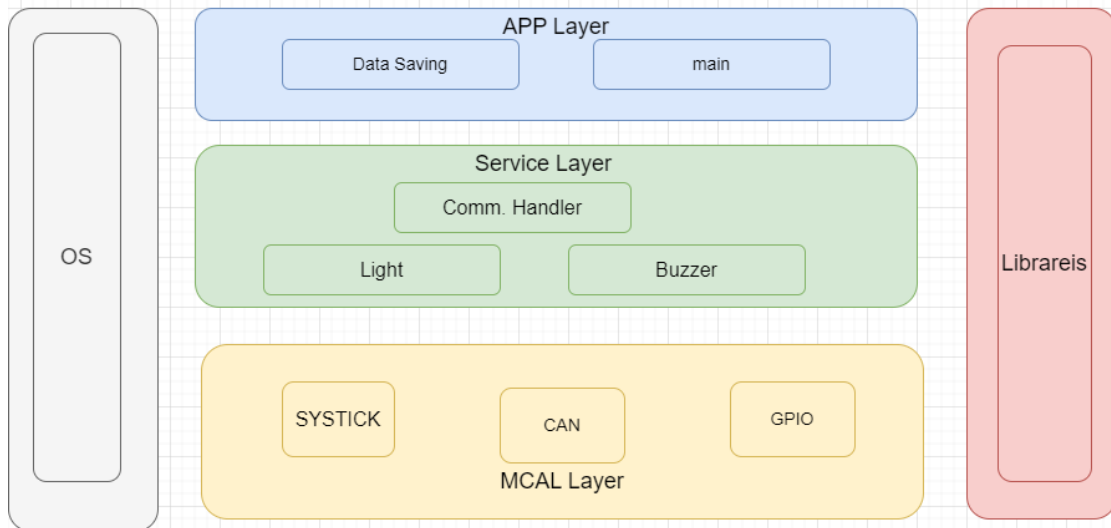 APP Layer
Data Saving
main
Service Layer
Comm. Handler
Light
Buzzer
OS
Librareis
SYSTICK
CAN
GPIO
MCAL Layer